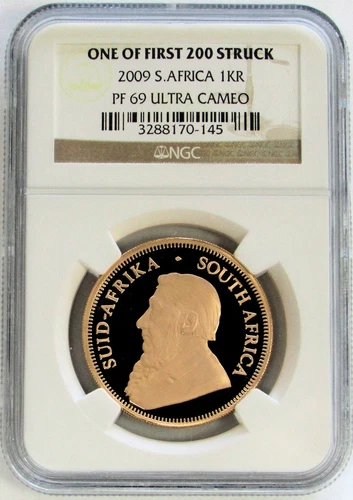 ONE OF FIRST 200 STRUCK
2009 S.AFRICA 1KR
PF 69 ULTRA CAMEO
3288170-145
NGC
SUID-AFRIKA · SOUTH AFRICA